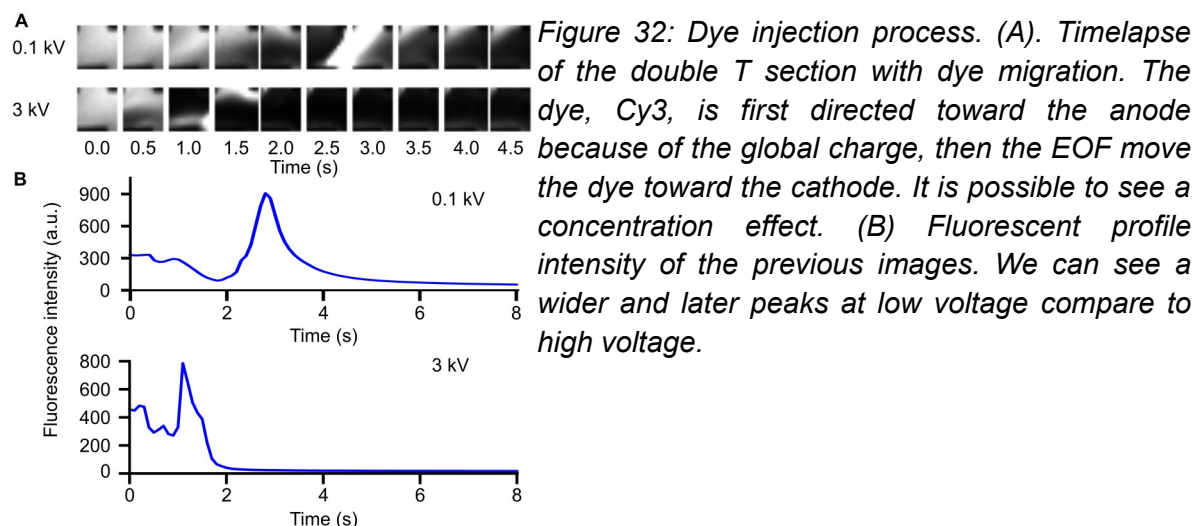 A
0.1 kV
3 kV
0.0 0.5 1.0 1.5 2.0 2.5 3.0 3.5 4.0 4.5
Time (s)
B
Fluorescence intensity (a.u.)
900
600
300
0
0.1 kV
0 2 4 6 8
Time (s)
800
600
400
200
0
3 kV
0 2 4 6 8
Time (s)
Figure 32: Dye injection process. (A). Timelapse
of the double T section with dye migration. The
dye, Cy3, is first directed toward the anode
because of the global charge, then the EOF move
the dye toward the cathode. It is possible to see a
concentration effect. (B) Fluorescent profile
intensity of the previous images. We can see a
wider and later peaks at low voltage compare to
high voltage.